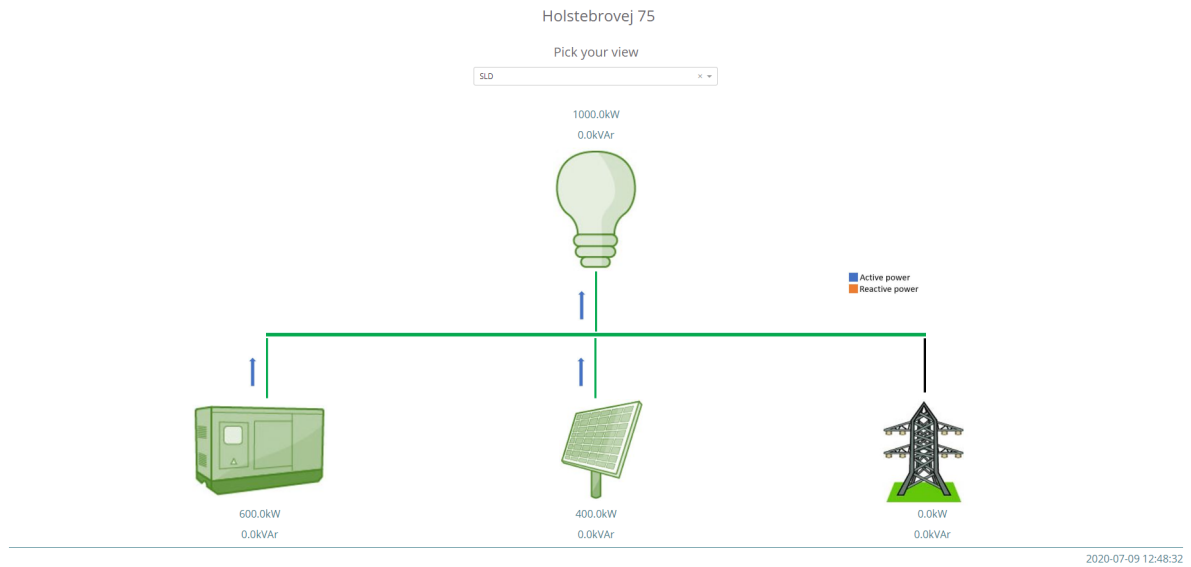 Holstebrovej 75
Pick your view
SLD
1000.0kW
0.0kVAr
Active power
Reactive power
600.0kW
0.0kVAr
400.0kW
0.0kVAr
0.0kW
0.0kVAr
2020-07-09 12:48:32